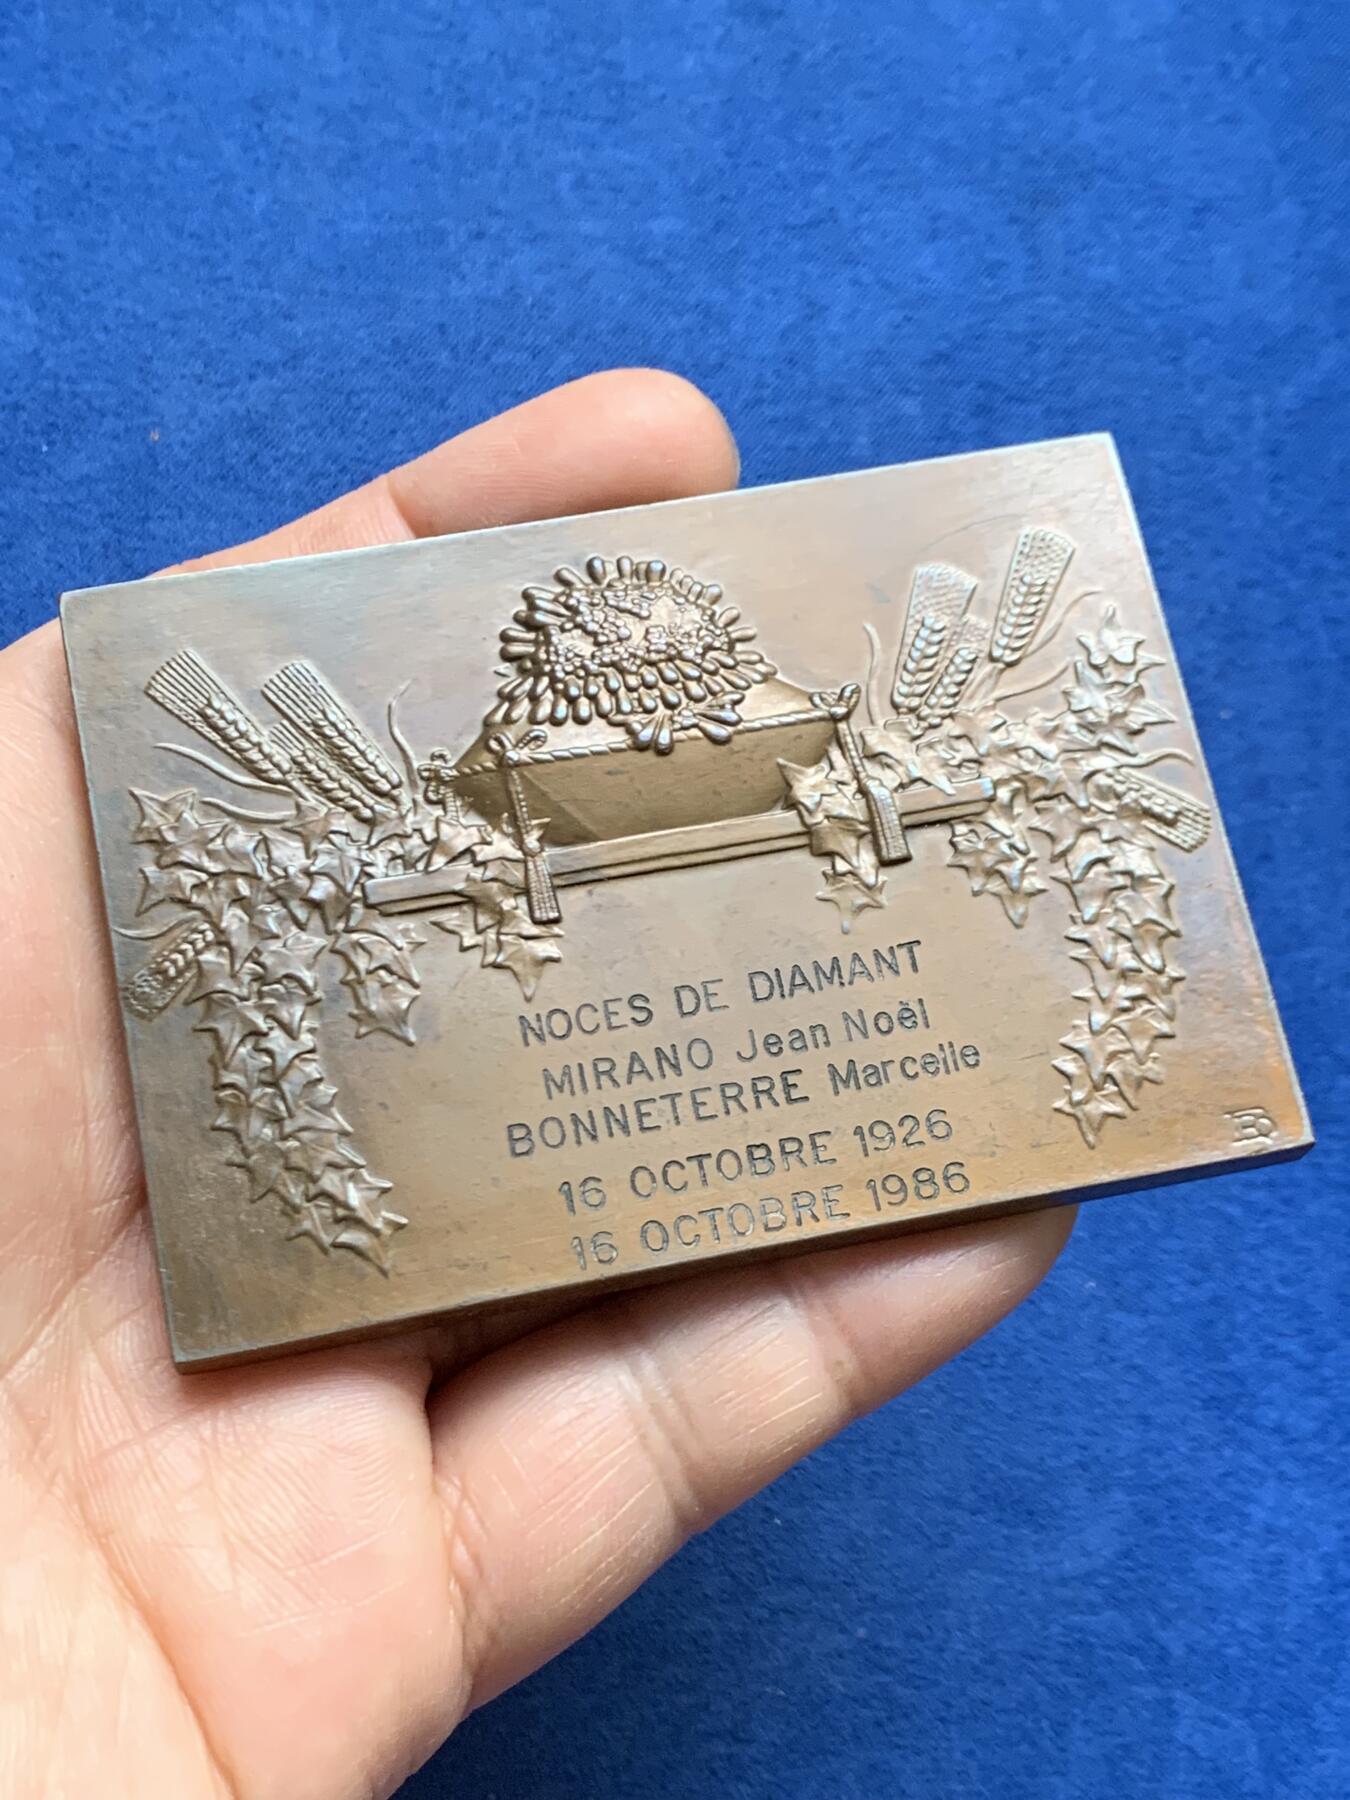 NOCES DE DIAMANT
MIRANO Jean Noël
BONNETERRE Marcelle
16 OCTOBRE 1926
16 OCTOBRE 1986